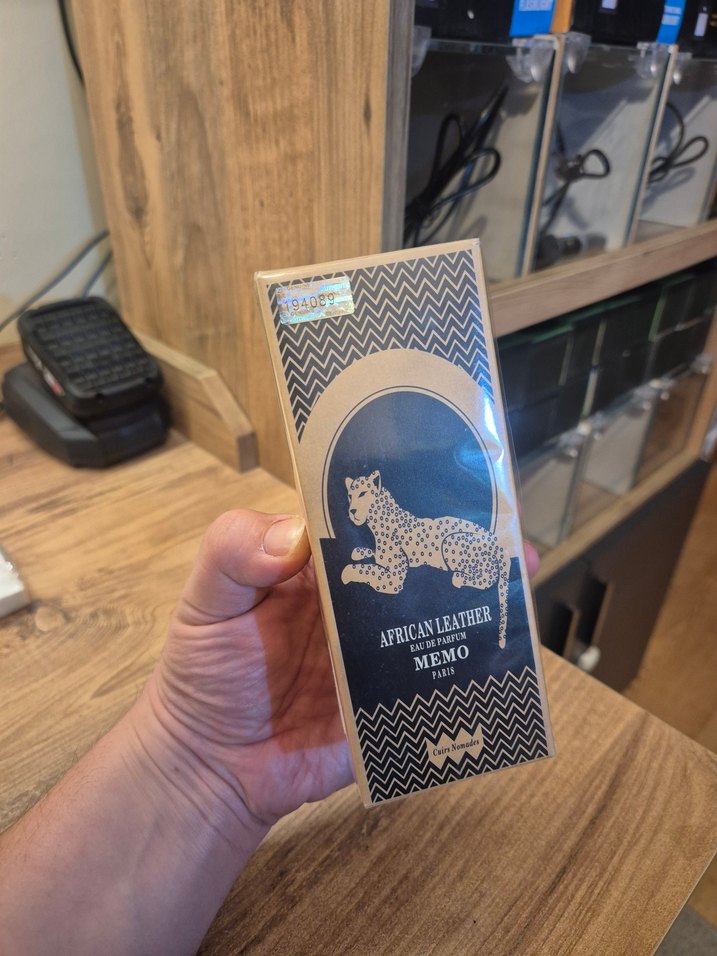 194089
AFRICAN LEATHER
EAU DE PARFUM
MEMO
PARIS
Cuirs Nomades